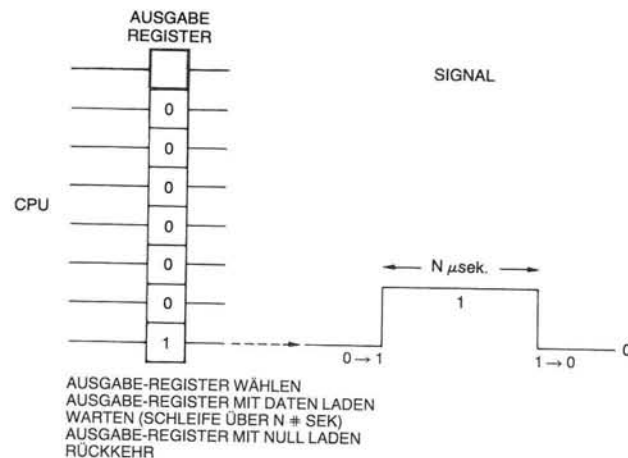 AUSGABE
REGISTER
SIGNAL
0
0
0
CPU
0
0
0
1
N μsek.
1
0 → 1
1 → 0
0
AUSGABE-REGISTER WÄHLEN
AUSGABE-REGISTER MIT DATEN LADEN
WARTEN (SCHLEIFE ÜBER N # SEK)
AUSGABE-REGISTER MIT NULL LADEN
RÜCKKEHR